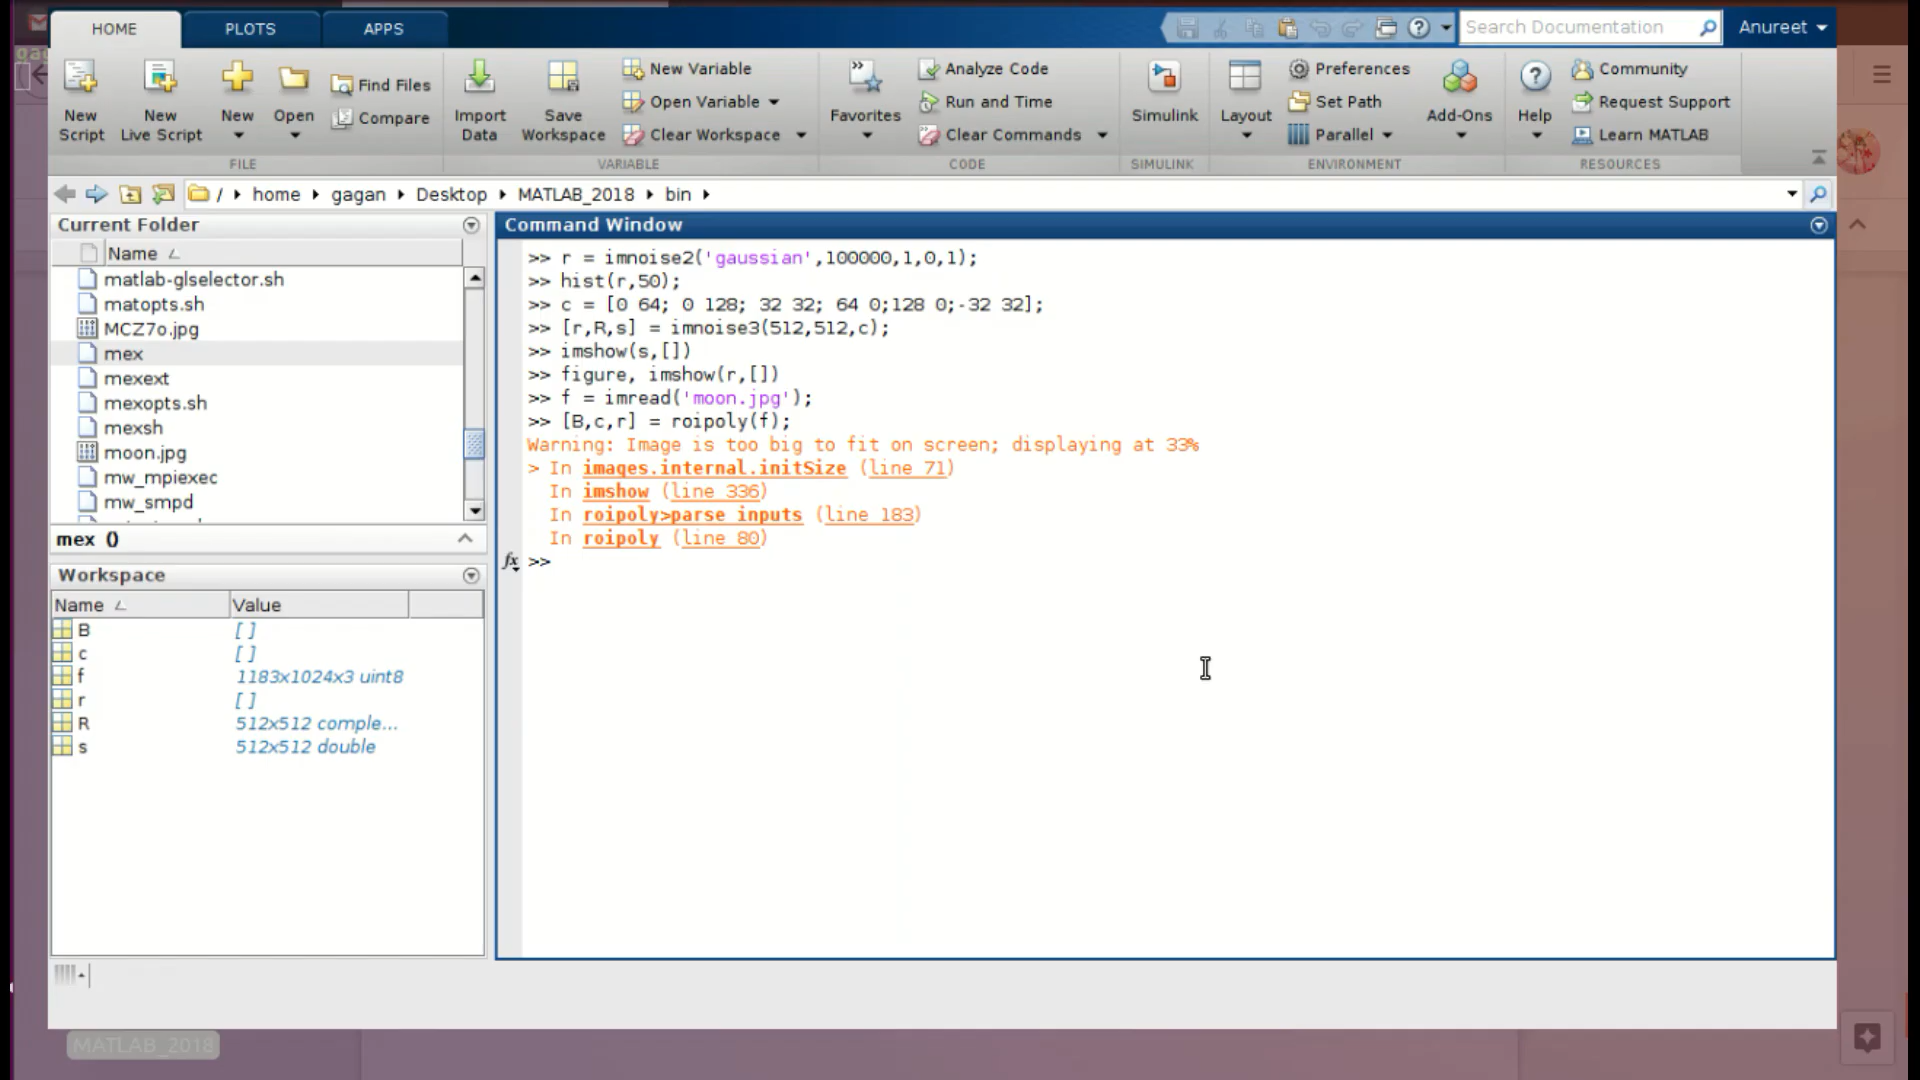 HOME PLOTS APPS Search Documentation Anureet
New Script
New Live Script
New
Open
Find Files
Compare
Import Data
Save Workspace
New Variable
Open Variable
Clear Workspace
Favorites
Analyze Code
Run and Time
Clear Commands
Simulink
Layout
Preferences
Set Path
Parallel
Add-Ons
Help
Community
Request Support
Learn MATLAB
FILE VARIABLE CODE SIMULINK ENVIRONMENT RESOURCES
/ home gagan Desktop MATLAB_2018 bin
Current Folder
Name
matlab-glselector.sh
matopts.sh
MCZ7o.jpg
mex
mexext
mexopts.sh
mexsh
moon.jpg
mw_mpiexec
mw_smpd
mex ()
Workspace
Name Value
B [ ]
c [ ]
f 1183x1024x3 uint8
r [ ]
R 512x512 comple...
s 512x512 double
Command Window
>> r = imnoise2('gaussian',100000,1,0,1);
>> hist(r,50);
>> c = [0 64; 0 128; 32 32; 64 0;128 0;-32 32];
>> [r,R,s] = imnoise3(512,512,c);
>> imshow(s,[])
>> figure, imshow(r,[])
>> f = imread('moon.jpg');
>> [B,c,r] = roipoly(f);
Warning: Image is too big to fit on screen; displaying at 33%
> In images.internal.initSize (line 71)
In imshow (line 336)
In roipoly>parse_inputs (line 183)
In roipoly (line 80)
fx >>
MATLAB_2018